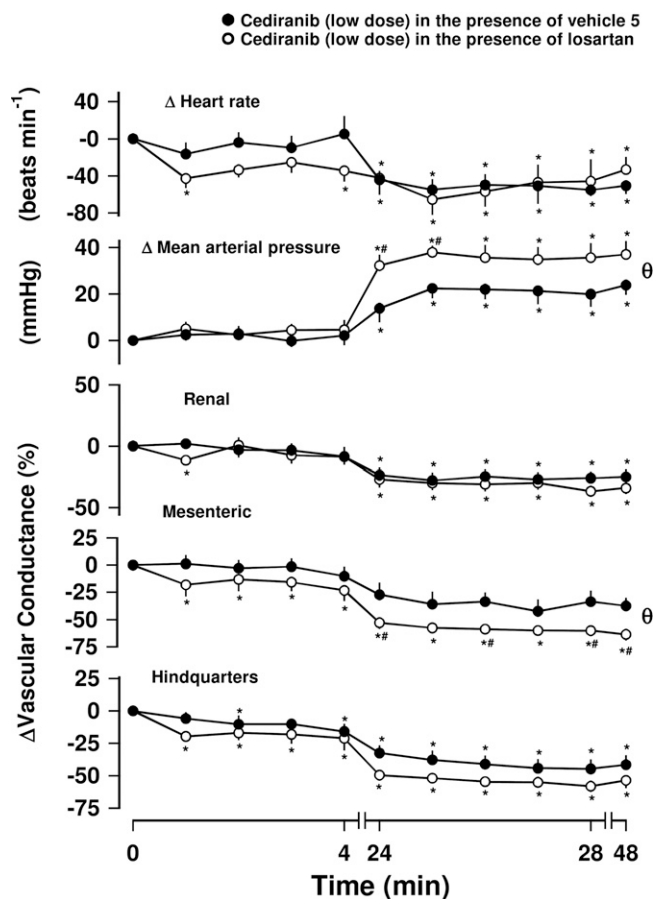 Cediranib (low dose) in the presence of vehicle 5
Cediranib (low dose) in the presence of losartan
Δ Heart rate
(beats min-1)
40
-0
-40
-80
* * * * * * * *
* * * * * * * *
Δ Mean arterial pressure
(mmHg)
40
20
0
*# *# * * * *
* * * * * *
θ
ΔVascular Conductance (%)
Renal
50
0
-50
* * * * * *
* * * * * * *
Mesenteric
25
0
-25
-50
-75
* * * *
*# * *# * *# *#
θ
Hindquarters
25
0
-25
-50
-75
* * * * * * * *
* * * * * * * * * *
0 4 24 28 48
Time (min)